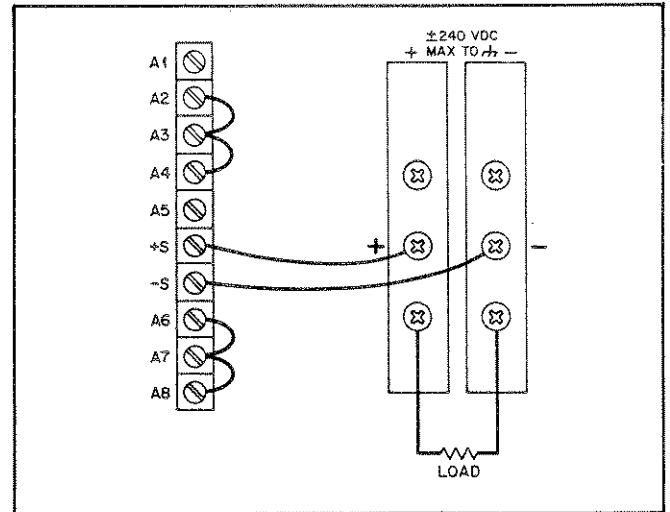 ±240 VDC
+ MAX TO ⏚ −
A1
A2
A3
A4
A5
+S
−S
A6
A7
A8
+
−
LOAD